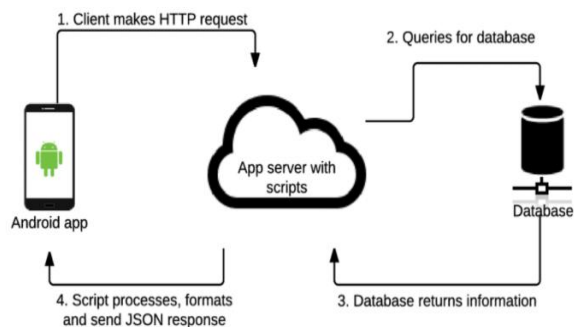 1. Client makes HTTP request
2. Queries for database
App server with
scripts
Android app
Database
4. Script processes, formats
and send JSON response
3. Database returns information